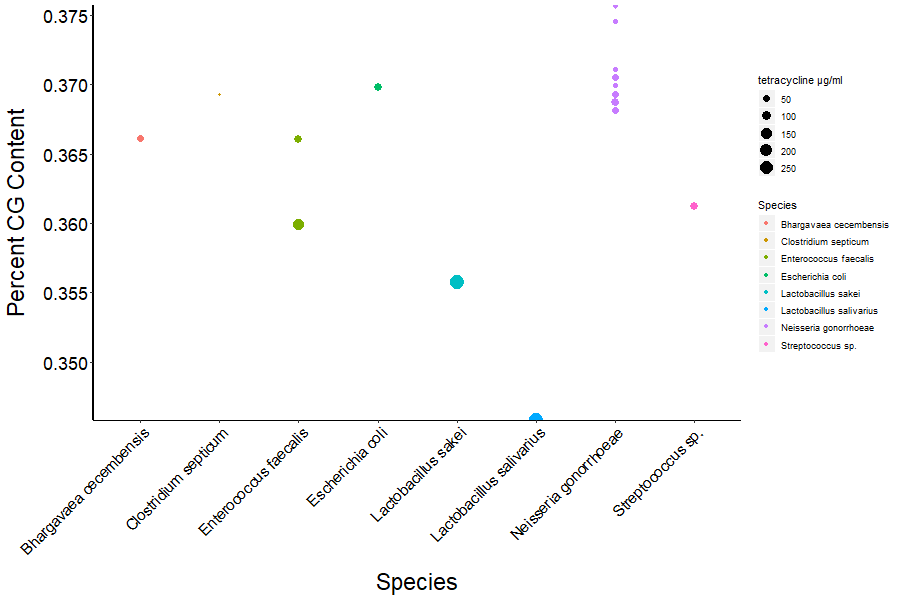 Percent CG Content
0.375
0.370
0.365
0.360
0.355
0.350
Bhargavaea cecembensis
Clostridium septicum
Enterococcus faecalis
Escherichia coli
Lactobacillus sakei
Lactobacillus salivarius
Neisseria gonorrhoeae
Streptococcus sp.
Species
tetracycline µg/ml
50
100
150
200
250
Species
Bhargavaea cecembensis
Clostridium septicum
Enterococcus faecalis
Escherichia coli
Lactobacillus sakei
Lactobacillus salivarius
Neisseria gonorrhoeae
Streptococcus sp.